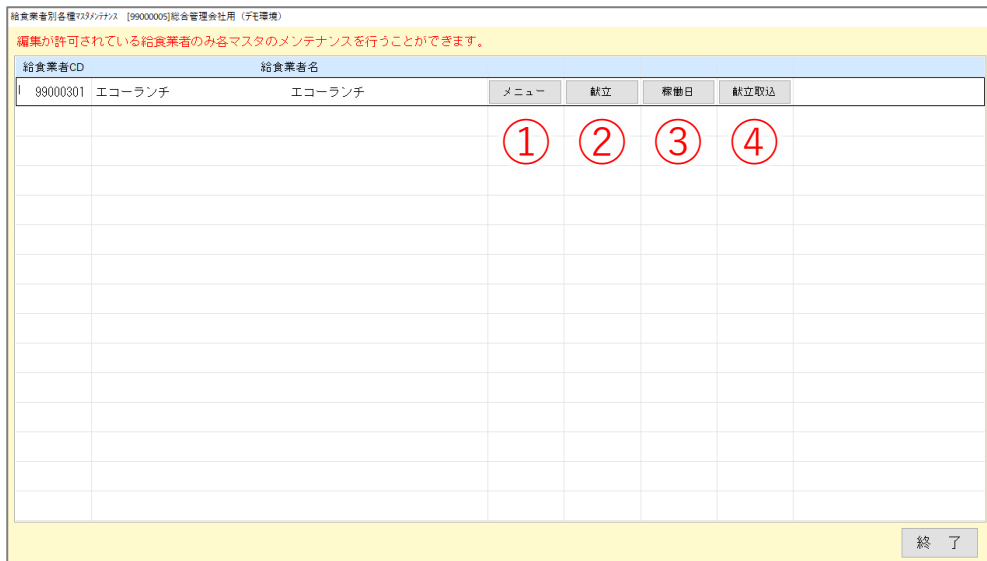 給食業者別各種ﾏｽﾀﾒﾝﾃﾅﾝｽ [99000005]総合管理会社用（デモ環境）
編集が許可されている給食業者のみ各マスタのメンテナンスを行うことができます。
給食業者CD 給食業者名
99000301 エコーランチ エコーランチ メニュー 献立 稼働日 献立取込
① ② ③ ④
終 了